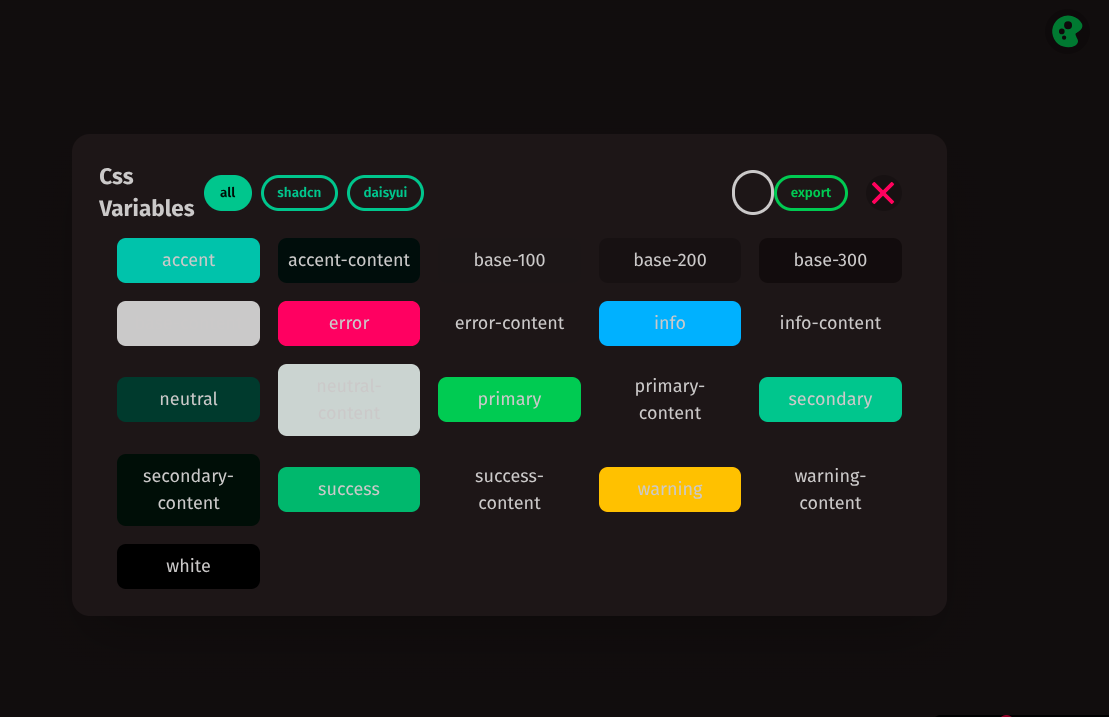 Css
Variables
all
shadcn
daisyui
export
accent
accent-content
base-100
base-200
base-300
error
error-content
info
info-content
neutral
neutral-
content
primary
primary-
content
secondary
secondary-
content
success
success-
content
warning
warning-
content
white